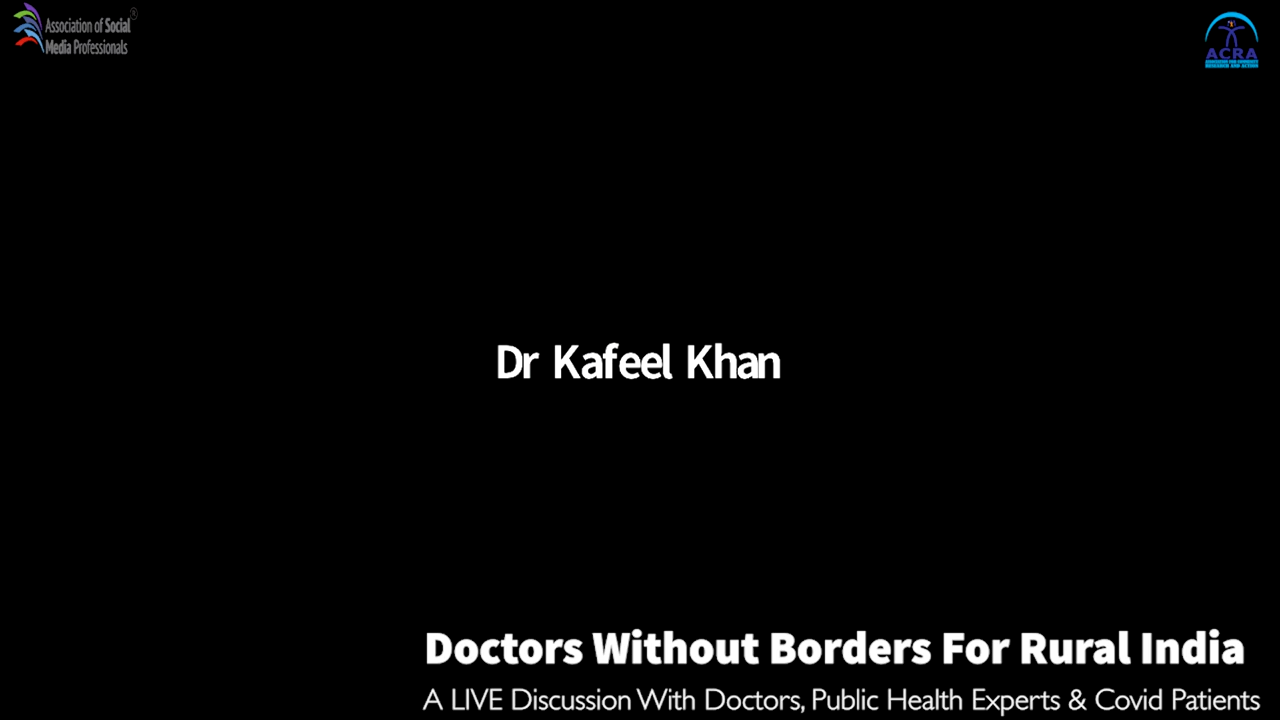 Association of Social
Media Professionals
ACRA
Dr Kafeel Khan
Doctors Without Borders For Rural India
A LIVE Discussion With Doctors, Public Health Experts & Covid Patients